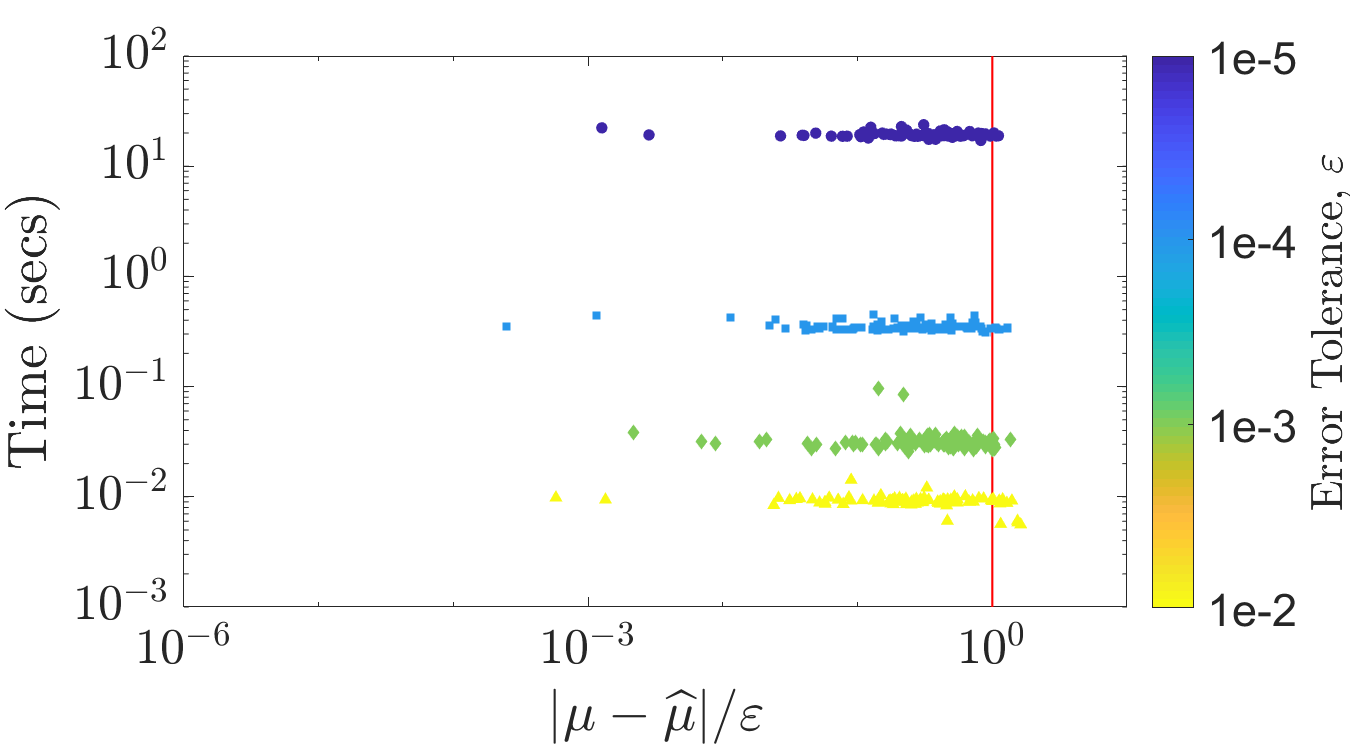 10^2
10^1
10^0
10^−1
10^−2
10^−3
Time (secs)
10^−6
10^−3
10^0
|μ − μ̂|/ε
1e-5
1e-4
1e-3
1e-2
Error Tolerance, ε